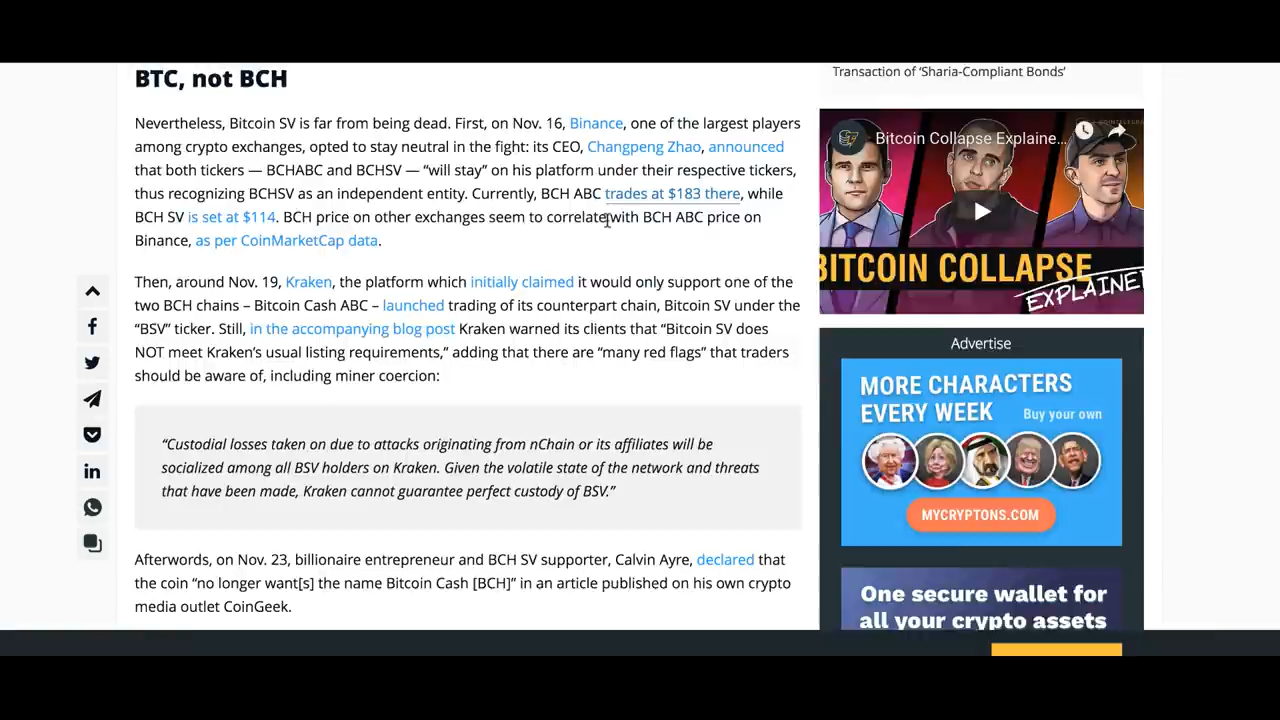 BTC, not BCH
Nevertheless, Bitcoin SV is far from being dead. First, on Nov. 16, Binance, one of the largest players
among crypto exchanges, opted to stay neutral in the fight: its CEO, Changpeng Zhao, announced
that both tickers — BCHABC and BCHSV — “will stay” on his platform under their respective tickers,
thus recognizing BCHSV as an independent entity. Currently, BCH ABC trades at $183 there, while
BCH SV is set at $114. BCH price on other exchanges seem to correlate with BCH ABC price on
Binance, as per CoinMarketCap data.
Then, around Nov. 19, Kraken, the platform which initially claimed it would only support one of the
two BCH chains – Bitcoin Cash ABC – launched trading of its counterpart chain, Bitcoin SV under the
“BSV” ticker. Still, in the accompanying blog post Kraken warned its clients that “Bitcoin SV does
NOT meet Kraken’s usual listing requirements,” adding that there are “many red flags” that traders
should be aware of, including miner coercion:
“Custodial losses taken on due to attacks originating from nChain or its affiliates will be
socialized among all BSV holders on Kraken. Given the volatile state of the network and threats
that have been made, Kraken cannot guarantee perfect custody of BSV.”
Afterwords, on Nov. 23, billionaire entrepreneur and BCH SV supporter, Calvin Ayre, declared that
the coin “no longer want[s] the name Bitcoin Cash [BCH]” in an article published on his own crypto
media outlet CoinGeek.
Transaction of ‘Sharia-Compliant Bonds’
Bitcoin Collapse Explaine...
BITCOIN COLLAPSE
EXPLAINE
Advertise
MORE CHARACTERS
EVERY WEEK
Buy your own
MYCRYPTONS.COM
One secure wallet for
all your crypto assets